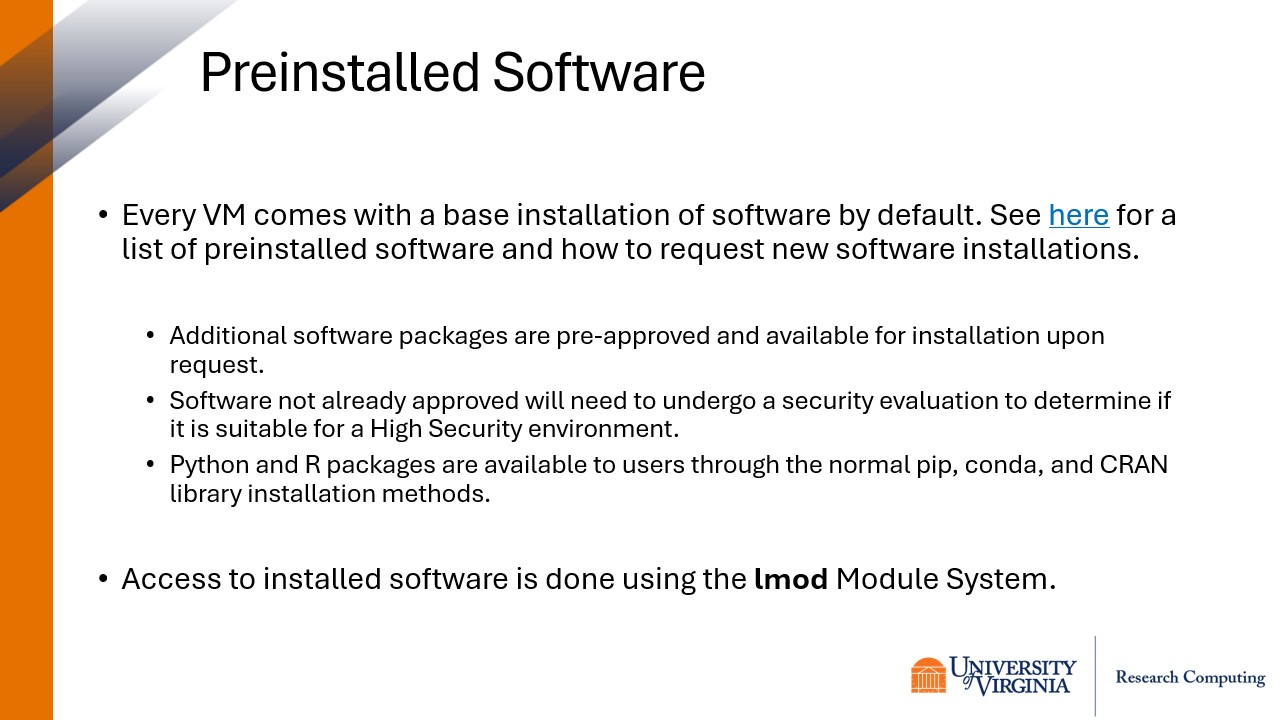 Preinstalled Software
• Every VM comes with a base installation of software by default. See here for a
list of preinstalled software and how to request new software installations.
• Additional software packages are pre-approved and available for installation upon
request.
• Software not already approved will need to undergo a security evaluation to determine if
it is suitable for a High Security environment.
• Python and R packages are available to users through the normal pip, conda, and CRAN
library installation methods.
• Access to installed software is done using the lmod Module System.
UNIVERSITY
of VIRGINIA
Research Computing